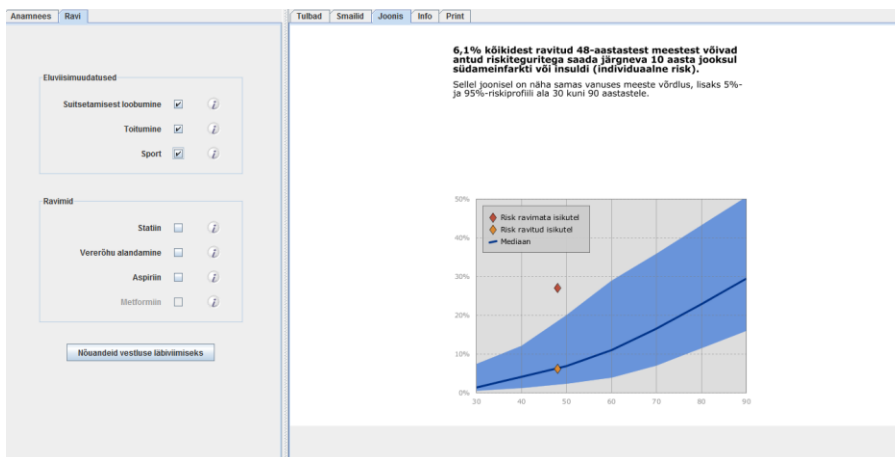 Anamnees Ravi
Eluviisimuudatused
Suitsetamisest loobumine
Toitumine
Sport
Ravimid
Statiin
Vererõhu alandamine
Aspiriin
Metformiin
Nõuandeid vestluse läbiviimiseks
Tulbad Smailid Joonis Info Print
6,1% kõikidest ravitud 48-aastastest meestest võivad
antud riskiteguritega saada järgneva 10 aasta jooksul
südameinfarkti või insuldi (individuaalne risk).
Sellel joonisel on näha samas vanuses meeste võrdlus, lisaks 5%-
ja 95%-riskiprofiili ala 30 kuni 90 aastastele.
50%
40%
30%
20%
10%
0%
Risk ravimata isikutel
Risk ravitud isikutel
Mediaan
30 40 50 60 70 80 90